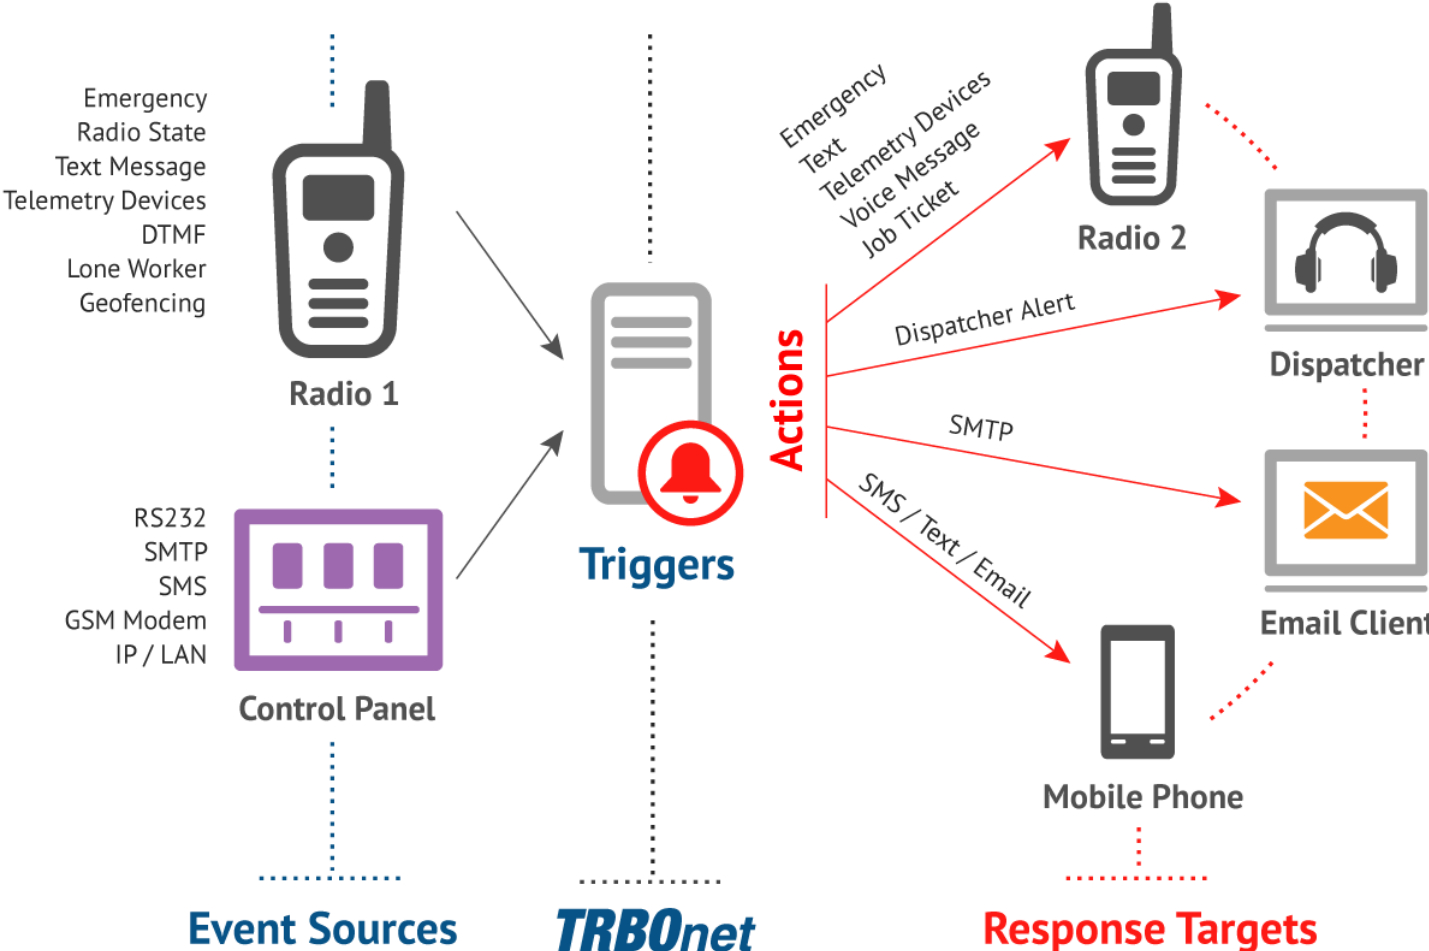 Emergency
Radio State
Text Message
Telemetry Devices
DTMF
Lone Worker
Geofencing
Radio 1
RS232
SMTP
SMS
GSM Modem
IP / LAN
Control Panel
Event Sources
Triggers
TRBOnet
Actions
Emergency
Text
Telemetry Devices
Voice Message
Job Ticket
Dispatcher Alert
SMTP
SMS / Text / Email
Radio 2
Dispatcher
Email Client
Mobile Phone
Response Targets